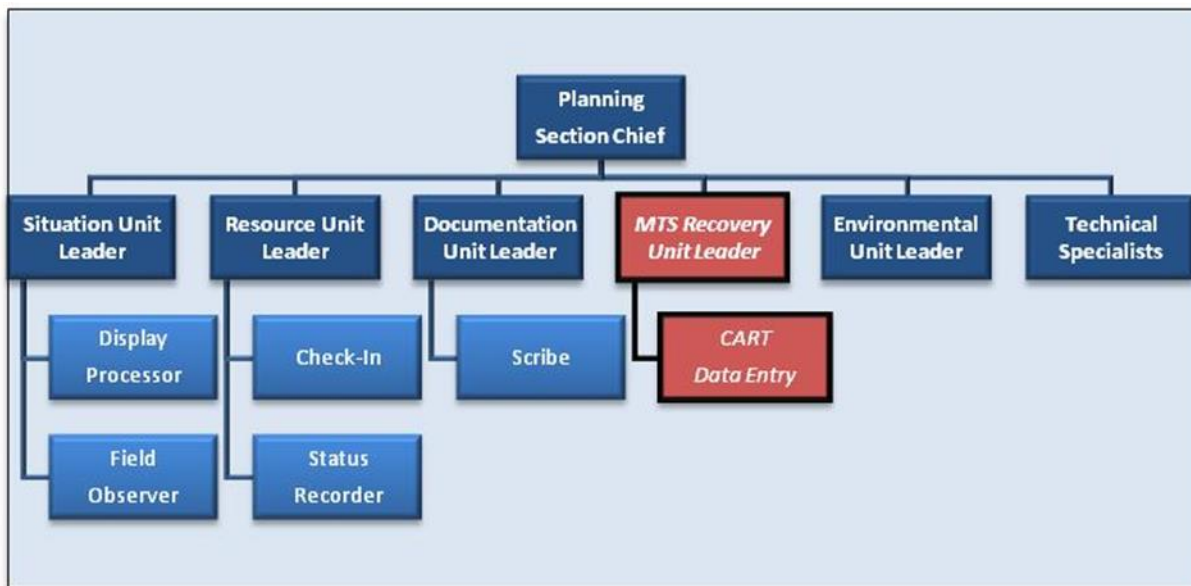 Planning
Section Chief
Situation Unit
Leader
Resource Unit
Leader
Documentation
Unit Leader
MTS Recovery
Unit Leader
Environmental
Unit Leader
Technical
Specialists
Display
Processor
Check-In
Scribe
CART
Data Entry
Field
Observer
Status
Recorder